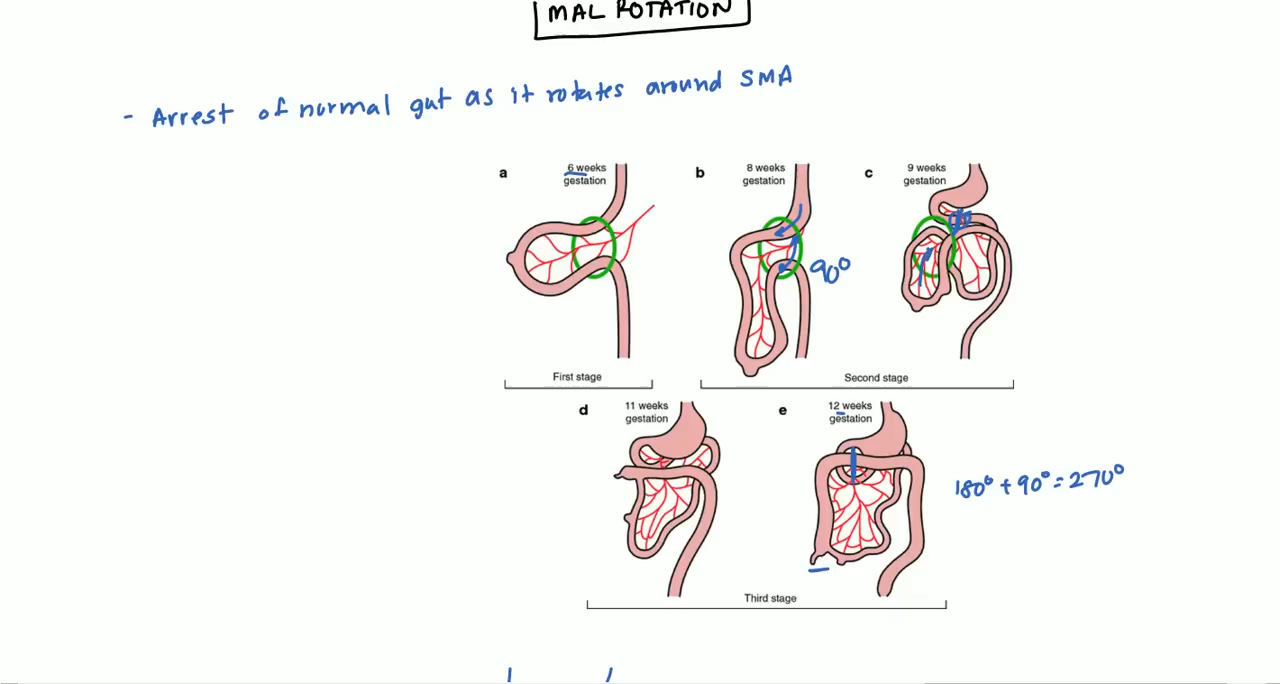 MAL ROTATION
- Arrest of normal gut as it rotates around SMA
a 6 weeks gestation
b 8 weeks gestation
c 9 weeks gestation
90°
First stage
Second stage
d 11 weeks gestation
e 12 weeks gestation
180° + 90° = 270°
Third stage